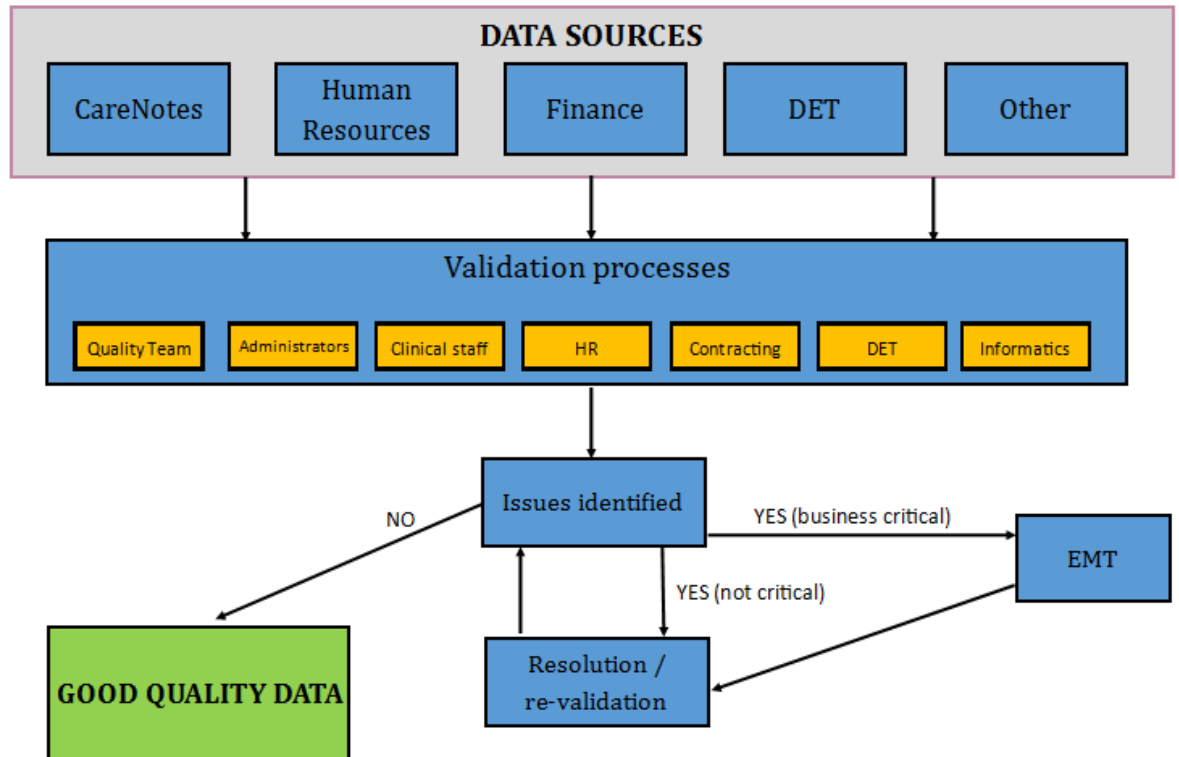 DATA SOURCES
CareNotes
Human
Resources
Finance
DET
Other
Validation processes
Quality Team
Administrators
Clinical staff
HR
Contracting
DET
Informatics
Issues identified
NO
YES (business critical)
EMT
YES (not critical)
GOOD QUALITY DATA
Resolution /
re-validation